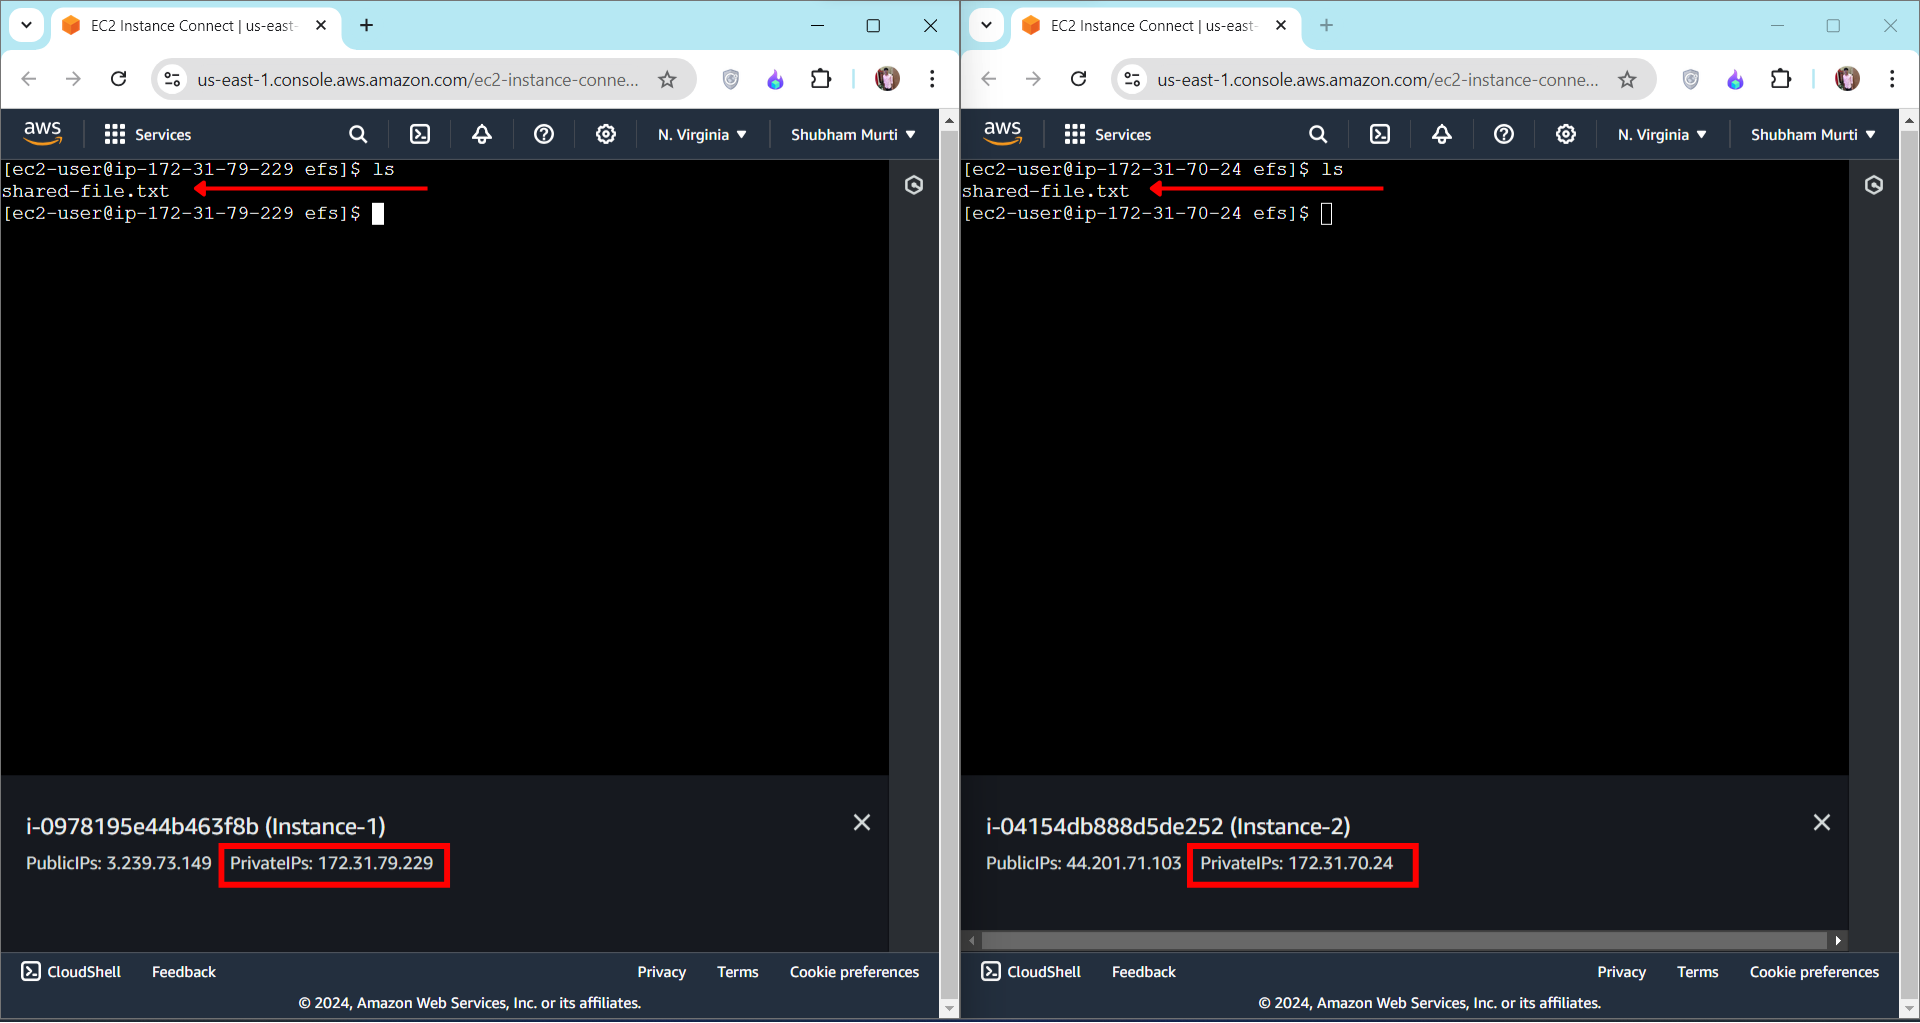 EC2 Instance Connect | us-east-
us-east-1.console.aws.amazon.com/ec2-instance-conne...
aws Services N. Virginia Shubham Murti
[ec2-user@ip-172-31-79-229 efs]$ ls
shared-file.txt
[ec2-user@ip-172-31-79-229 efs]$
i-0978195e44b463f8b (Instance-1)
PublicIPs: 3.239.73.149 PrivateIPs: 172.31.79.229
CloudShell Feedback Privacy Terms Cookie preferences
© 2024, Amazon Web Services, Inc. or its affiliates.
EC2 Instance Connect | us-east-
us-east-1.console.aws.amazon.com/ec2-instance-conne...
aws Services N. Virginia Shubham Murti
[ec2-user@ip-172-31-70-24 efs]$ ls
shared-file.txt
[ec2-user@ip-172-31-70-24 efs]$
i-04154db888d5de252 (Instance-2)
PublicIPs: 44.201.71.103 PrivateIPs: 172.31.70.24
CloudShell Feedback Privacy Terms Cookie preferences
© 2024, Amazon Web Services, Inc. or its affiliates.